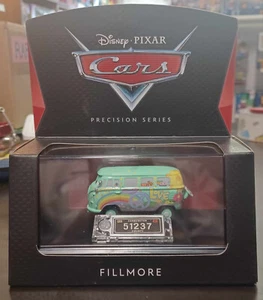 Disney · PIXAR
Cars
PRECISION SERIES
51237
FILLMORE